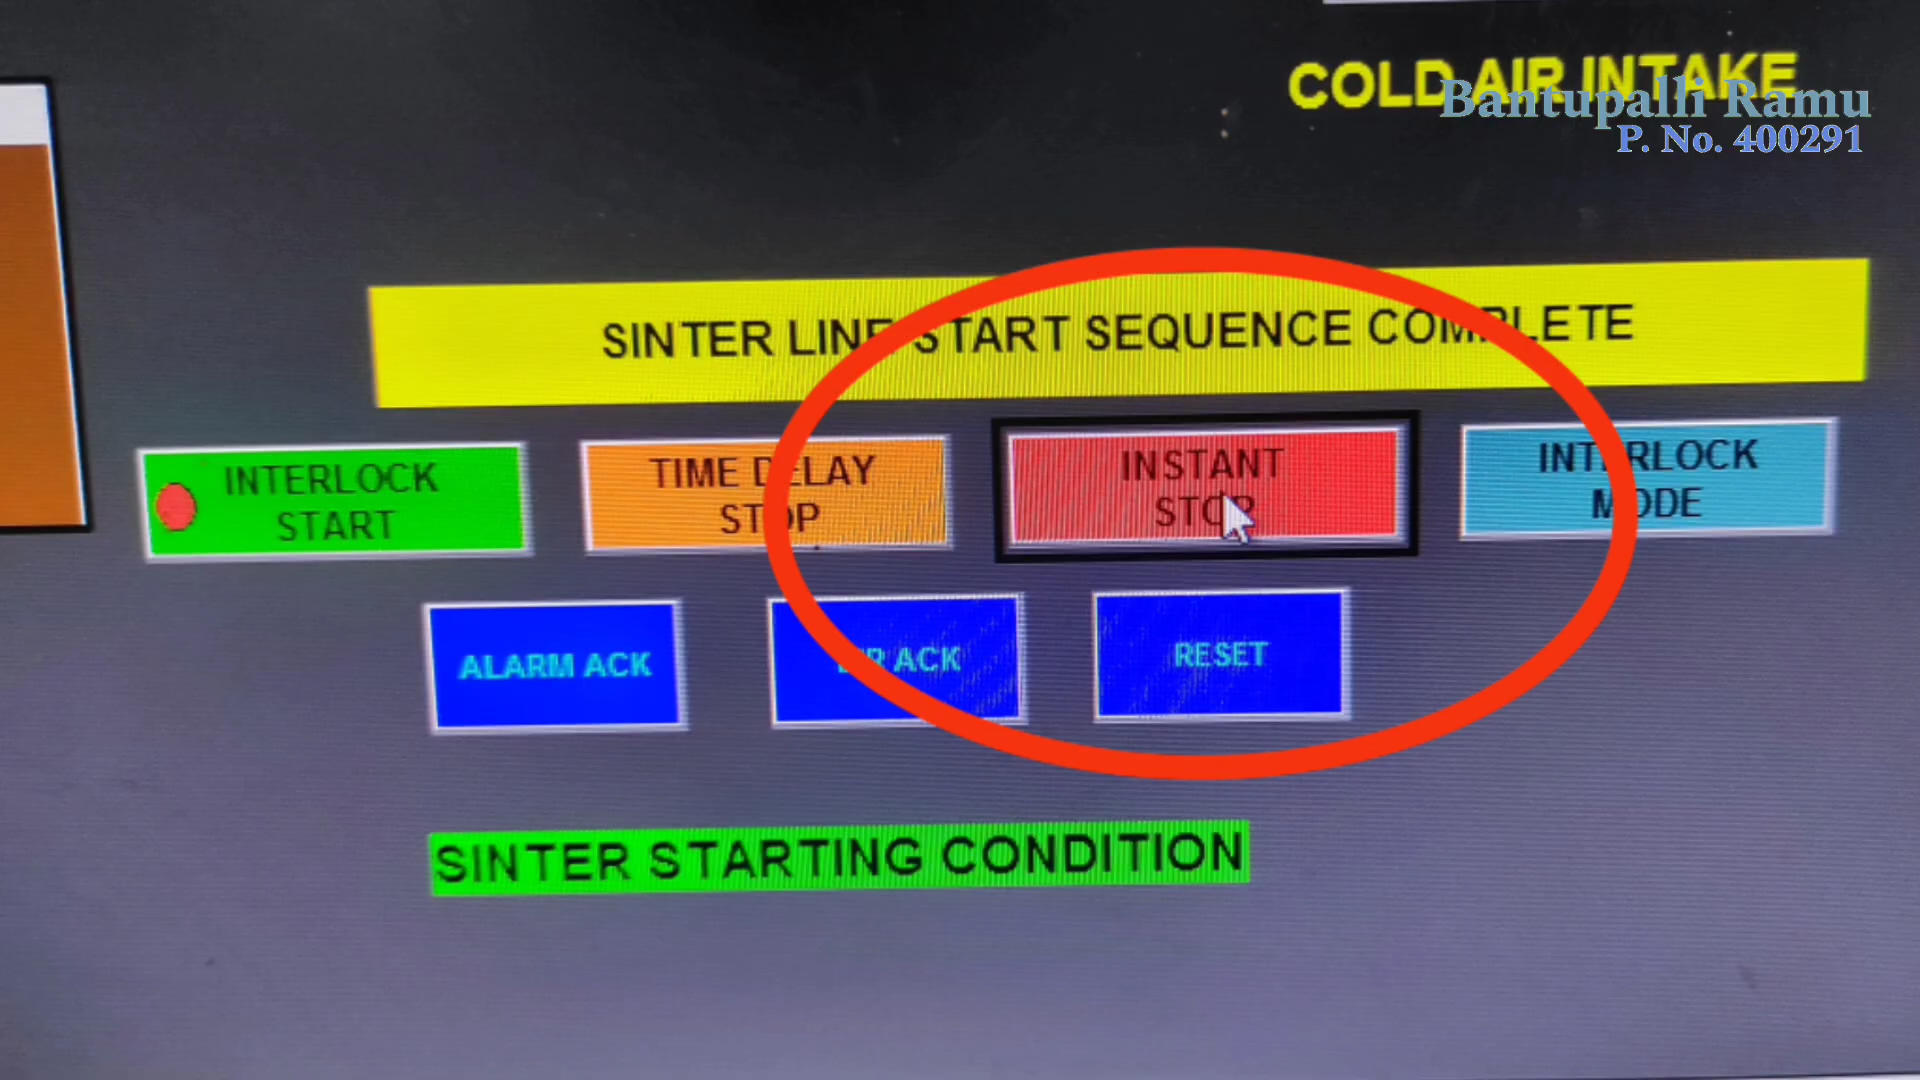 COLD AIR INTAKE
Bantupalli Ramu
P. No. 400291
SINTER LINE START SEQUENCE COMPLETE
INTERLOCK
START
TIME DELAY
STOP
INSTANT
STOP
INTERLOCK
MODE
ALARM ACK
ACK
RESET
SINTER STARTING CONDITION